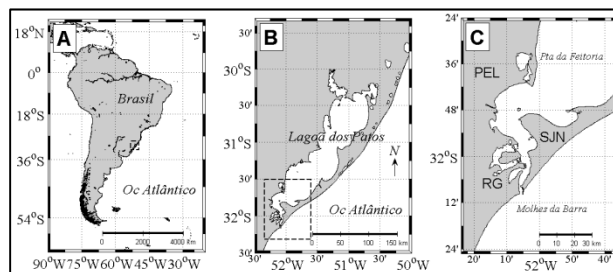 A
18°N
0°
18°S
36°S
54°S
90°W 75°W 60°W 45°W 30°W
Brasil
Oc Atlântico
0 2000 4000 km
B
30'
30°S
30'
31°S
30'
32°S
30'
52°W 51°W 50°W
Lagoa dos Patos
N
Oc Atlântico
0 50 100 150 km
C
24'
36'
48'
32°S
12'
24'
20' 10' 52°W 50' 40'
PEL
Pta da Feitoria
SJN
RG
Molhes da Barra
0 10 20 30 km